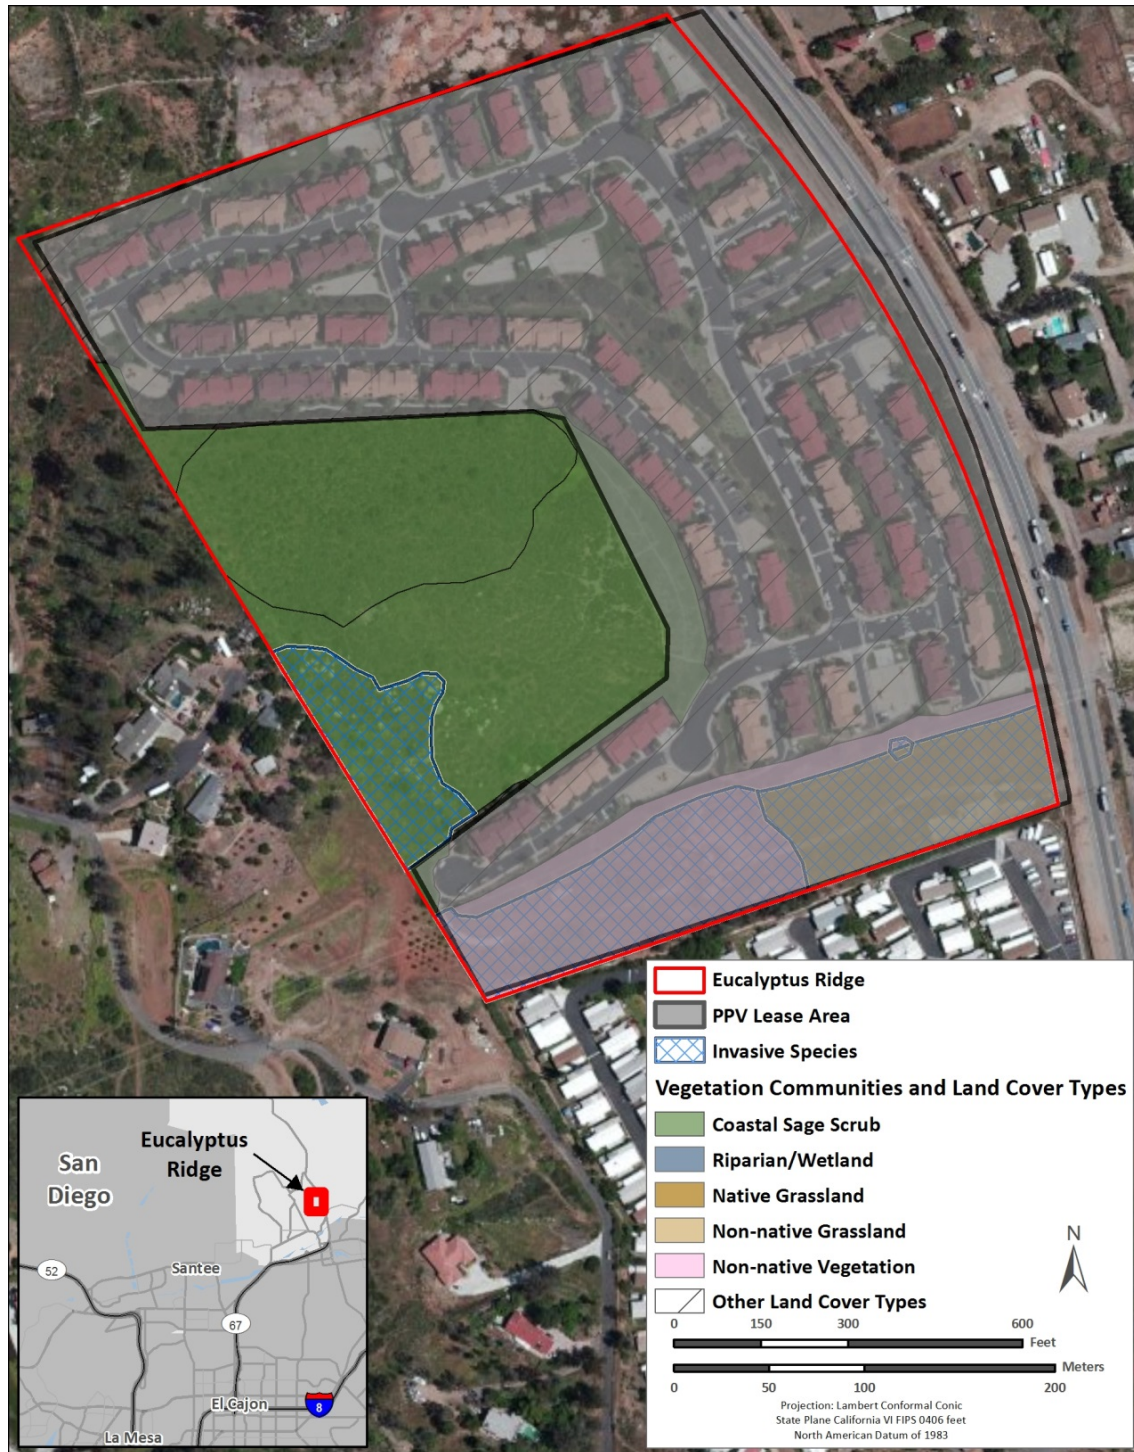 Eucalyptus Ridge
PPV Lease Area
Invasive Species
Vegetation Communities and Land Cover Types
Coastal Sage Scrub
Riparian/Wetland
Native Grassland
Non-native Grassland
Non-native Vegetation
Other Land Cover Types
N
0 150 300 600
Feet
Meters
0 50 100 200
Projection: Lambert Conformal Conic
State Plane California VI FIPS 0406 feet
North American Datum of 1983
Eucalyptus
Ridge
San
Diego
Santee
52
67
El Cajon
8
La Mesa